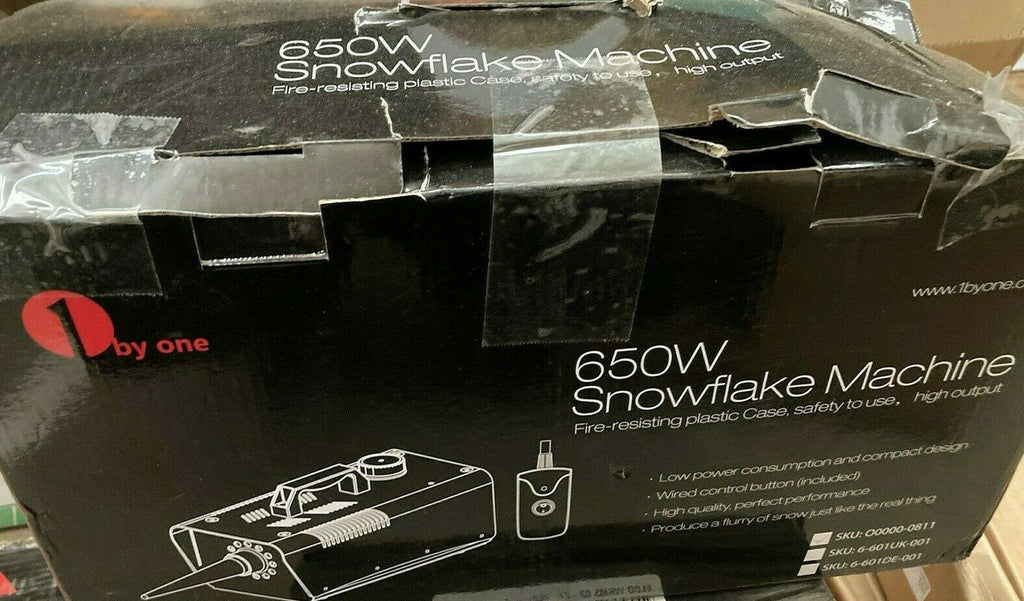 650W
Snowflake Machine
Fire-resisting plastic Case, safety to use, high output
www.1byone.c
1 by one
650W
Snowflake Machine
Fire-resisting plastic Case, safety to use, high output
· Low power consumption and compact design
· Wired control button (included)
· High quality, perfect performance
· Produce a flurry of snow just like the real thing
SKU: O0000-0811
SKU: 6-601UK-001
SKU: 6-601DE-001